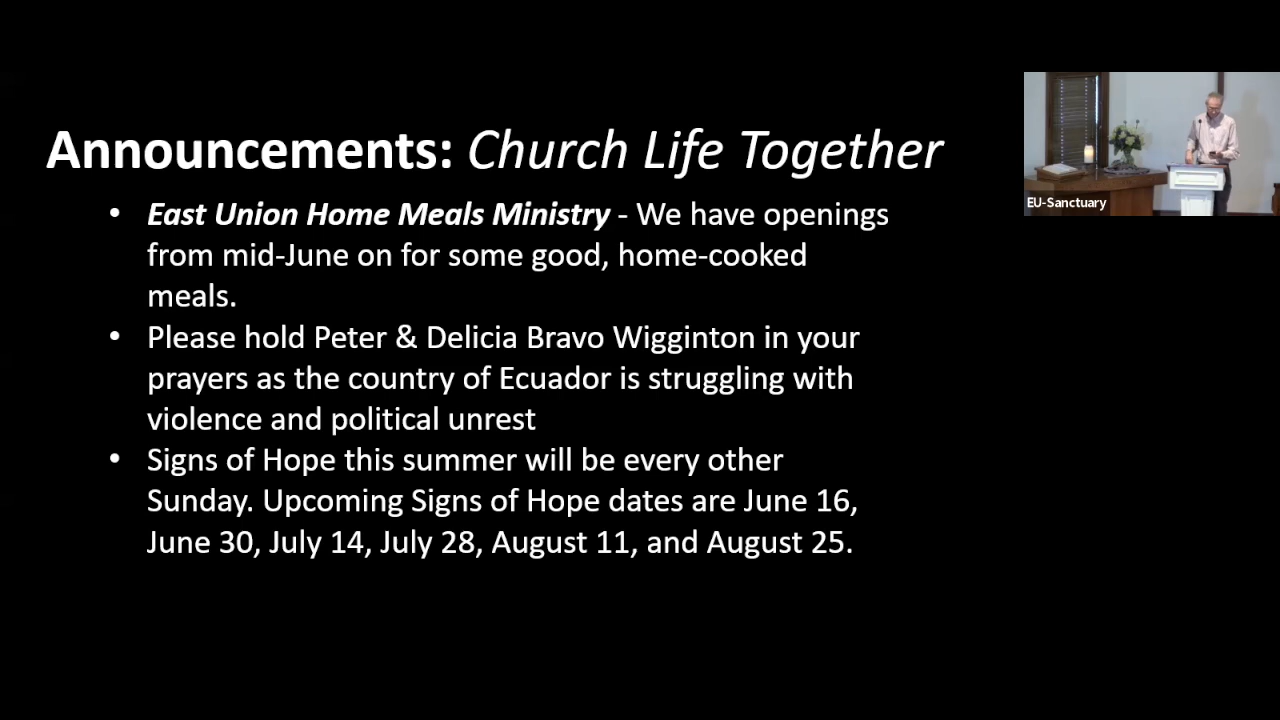 Announcements: Church Life Together
• East Union Home Meals Ministry - We have openings
from mid-June on for some good, home-cooked
meals.
• Please hold Peter & Delicia Bravo Wigginton in your
prayers as the country of Ecuador is struggling with
violence and political unrest
• Signs of Hope this summer will be every other
Sunday. Upcoming Signs of Hope dates are June 16,
June 30, July 14, July 28, August 11, and August 25.
EU-Sanctuary